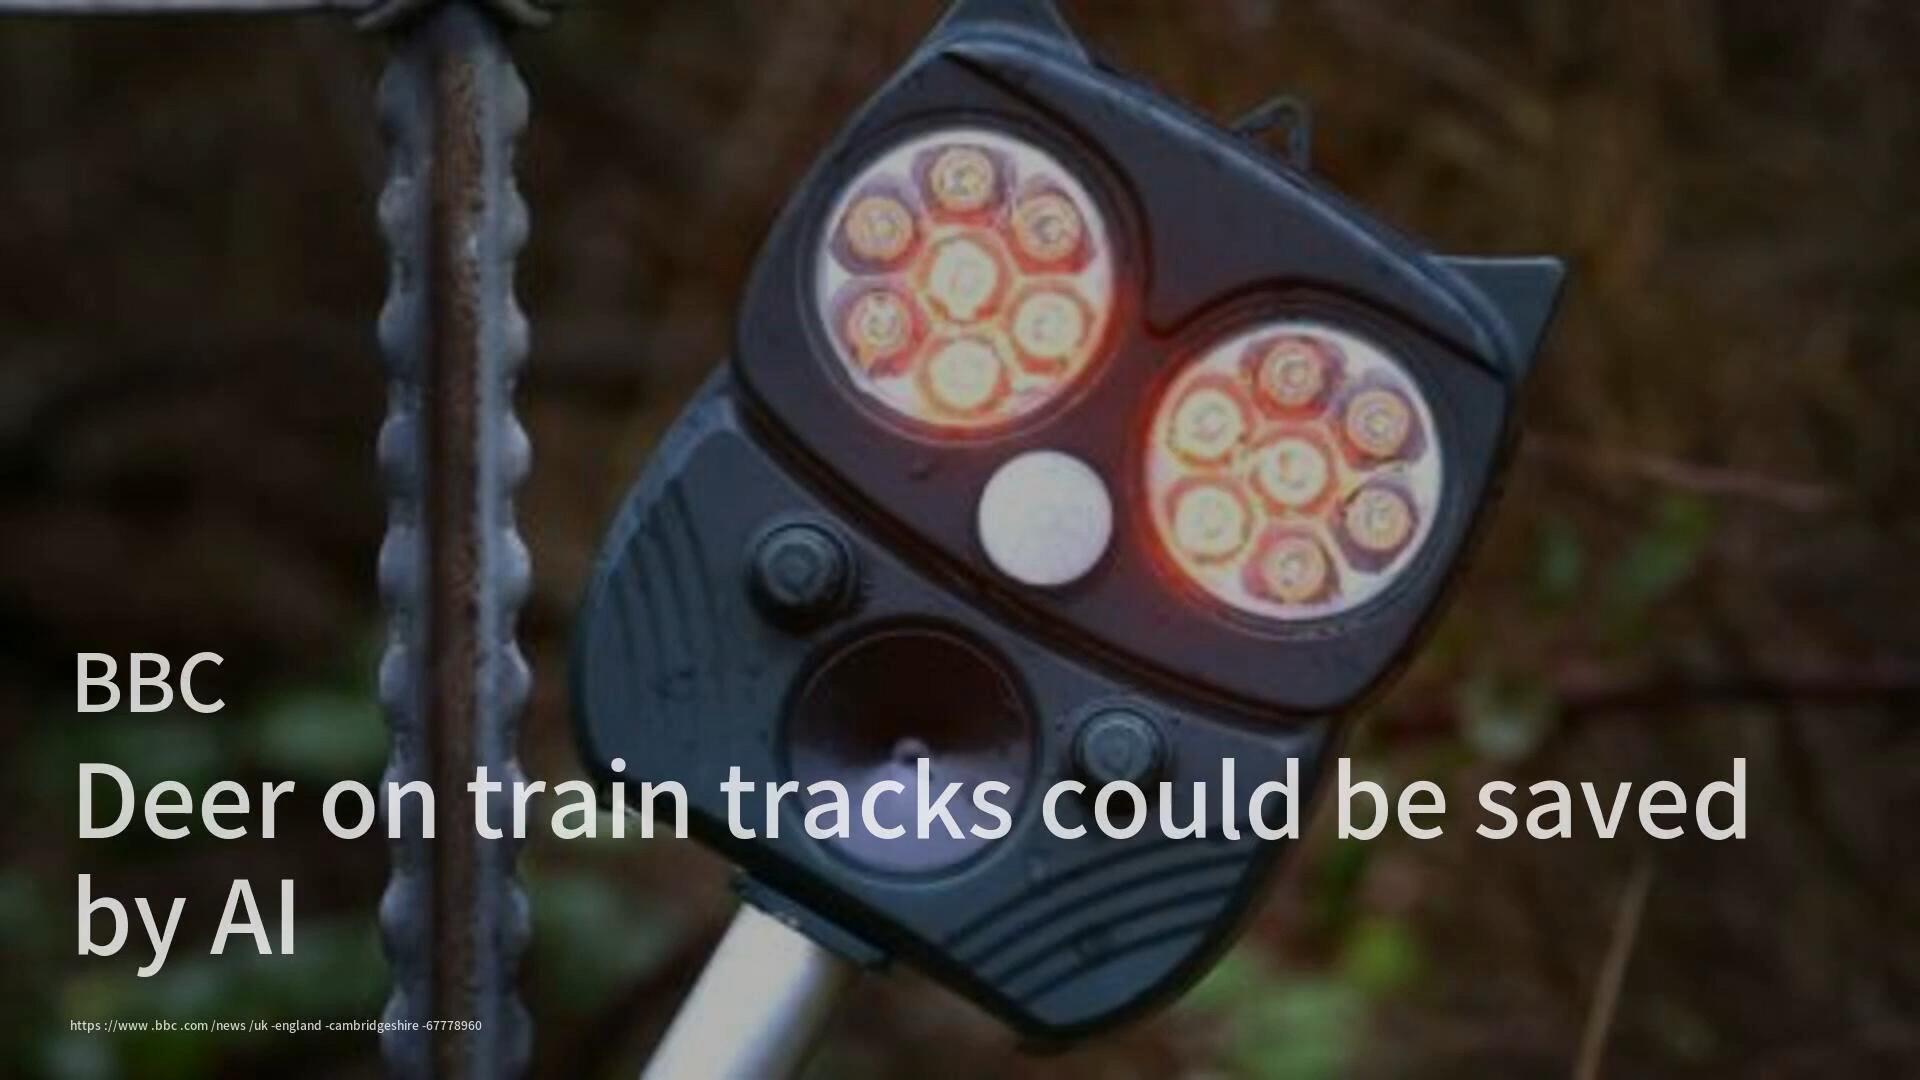 BBC
Deer on train tracks could be saved
by AI
https ://www .bbc .com /news /uk -england -cambridgeshire -67778960